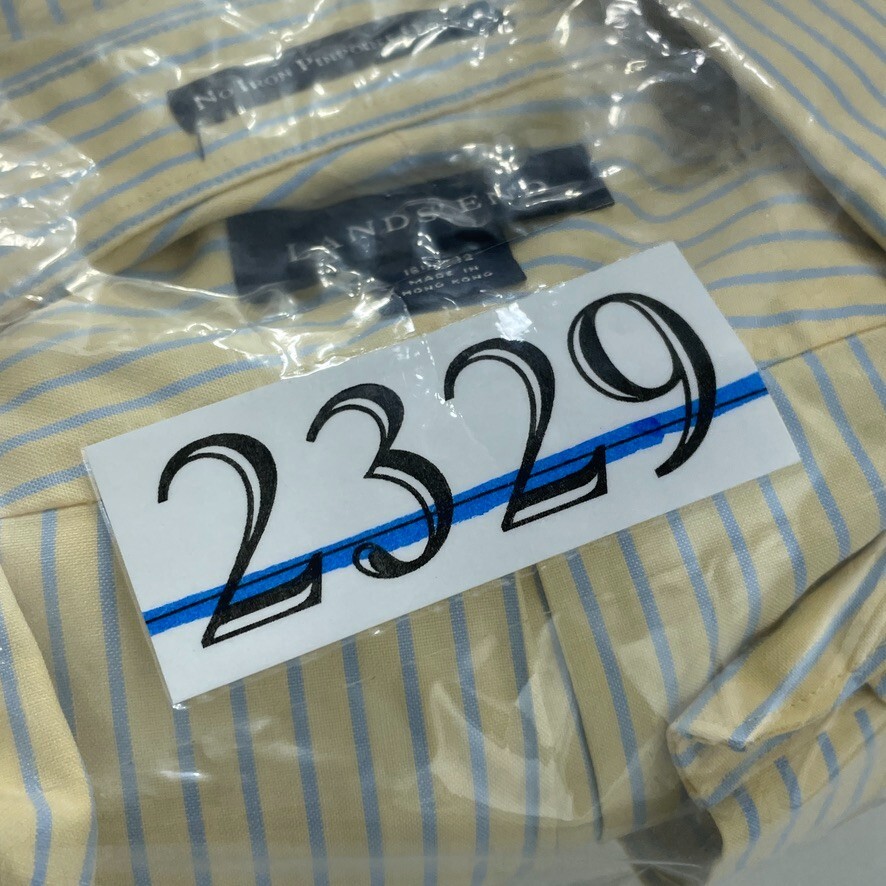 No Iron Pinpoint
LANDS' END
MADE IN
HONG KONG
2329